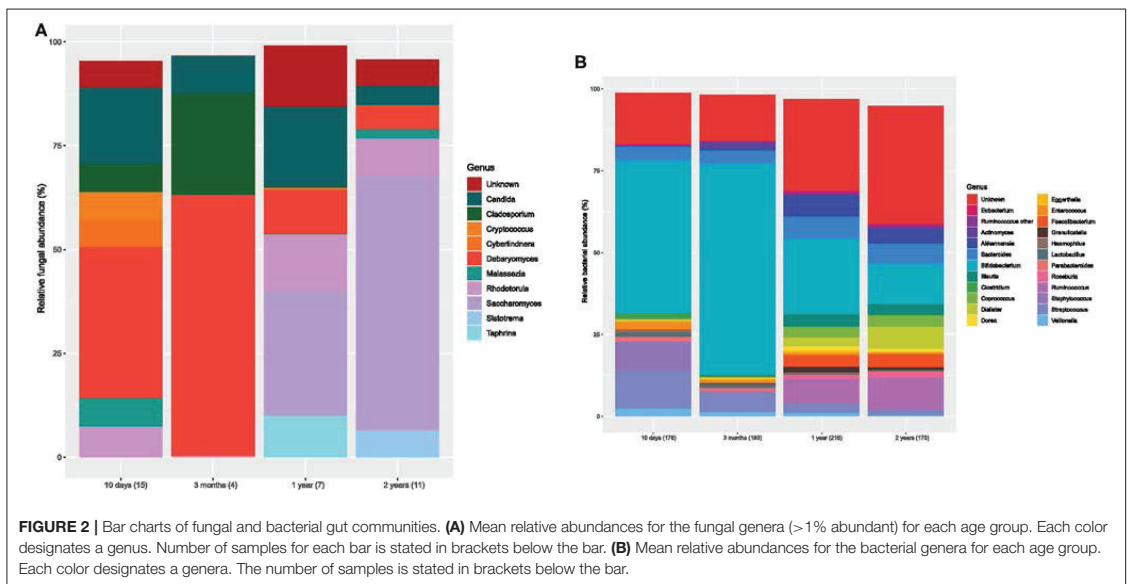 A
Relative fungal abundance (%)
100
75
50
25
0
10 days (15)
3 months (4)
1 year (7)
2 years (11)
Genus
Unknown
Candida
Cladosporium
Cryptococcus
Cyberlindnera
Debaryomyces
Malassezia
Rhodotorula
Saccharomyces
Sistotrema
Taphrina
B
Relative bacterial abundance (%)
100
75
50
25
0
10 days (176)
3 months (189)
1 year (216)
2 years (170)
Genus
Unknown
Eubacterium
Ruminococcus other
Actinomyces
Akkermansia
Bacteroides
Bifidobacterium
Blautia
Clostridium
Coprococcus
Dialister
Dorea
Eggerthella
Enterococcus
Faecalibacterium
Granulicatella
Haemophilus
Lactobacillus
Parabacteroides
Roseburia
Ruminococcus
Staphylococcus
Streptococcus
Veillonella
FIGURE 2 | Bar charts of fungal and bacterial gut communities. (A) Mean relative abundances for the fungal genera (>1% abundant) for each age group. Each color
designates a genus. Number of samples for each bar is stated in brackets below the bar. (B) Mean relative abundances for the bacterial genera for each age group.
Each color designates a genera. The number of samples is stated in brackets below the bar.